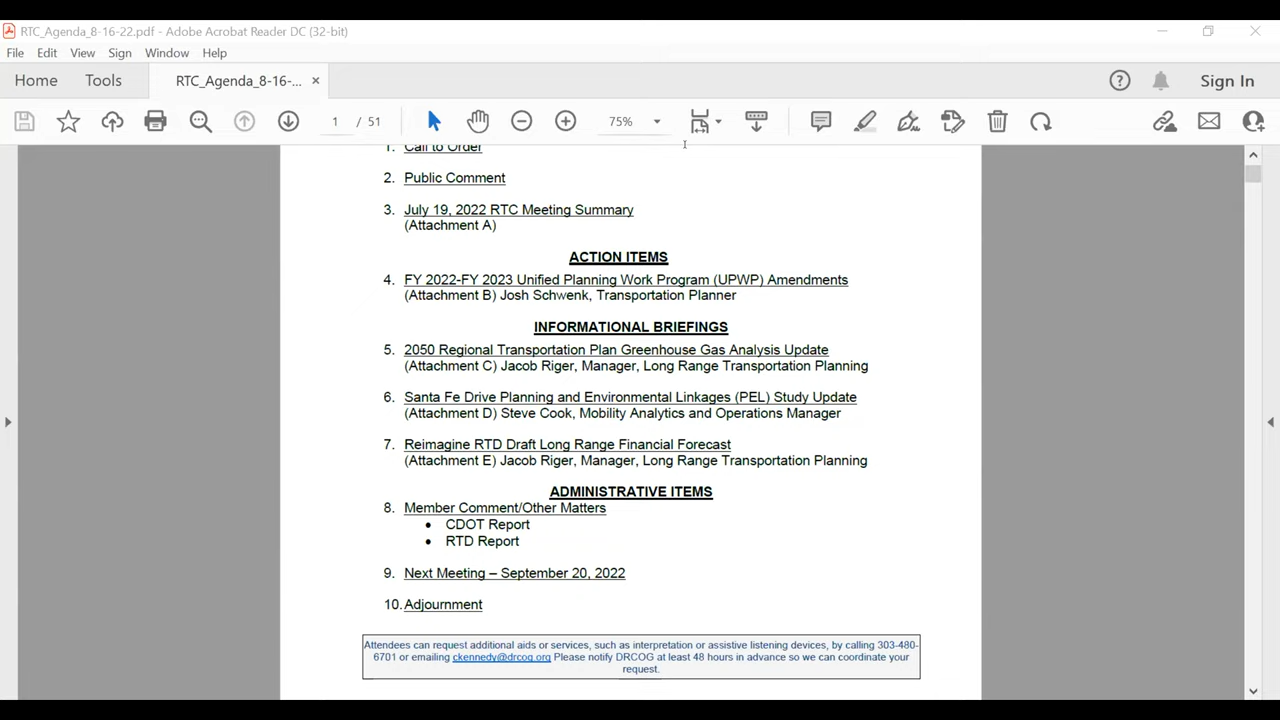 RTC_Agenda_8-16-22.pdf - Adobe Acrobat Reader DC (32-bit)
File Edit View Sign Window Help
Home Tools RTC_Agenda_8-16-... × Sign In
1 / 51 75%
1. Call to Order
2. Public Comment
3. July 19, 2022 RTC Meeting Summary
(Attachment A)
ACTION ITEMS
4. FY 2022-FY 2023 Unified Planning Work Program (UPWP) Amendments
(Attachment B) Josh Schwenk, Transportation Planner
INFORMATIONAL BRIEFINGS
5. 2050 Regional Transportation Plan Greenhouse Gas Analysis Update
(Attachment C) Jacob Riger, Manager, Long Range Transportation Planning
6. Santa Fe Drive Planning and Environmental Linkages (PEL) Study Update
(Attachment D) Steve Cook, Mobility Analytics and Operations Manager
7. Reimagine RTD Draft Long Range Financial Forecast
(Attachment E) Jacob Riger, Manager, Long Range Transportation Planning
ADMINISTRATIVE ITEMS
8. Member Comment/Other Matters
• CDOT Report
• RTD Report
9. Next Meeting – September 20, 2022
10. Adjournment
Attendees can request additional aids or services, such as interpretation or assistive listening devices, by calling 303-480-
6701 or emailing ckennedy@drcog.org Please notify DRCOG at least 48 hours in advance so we can coordinate your
request.